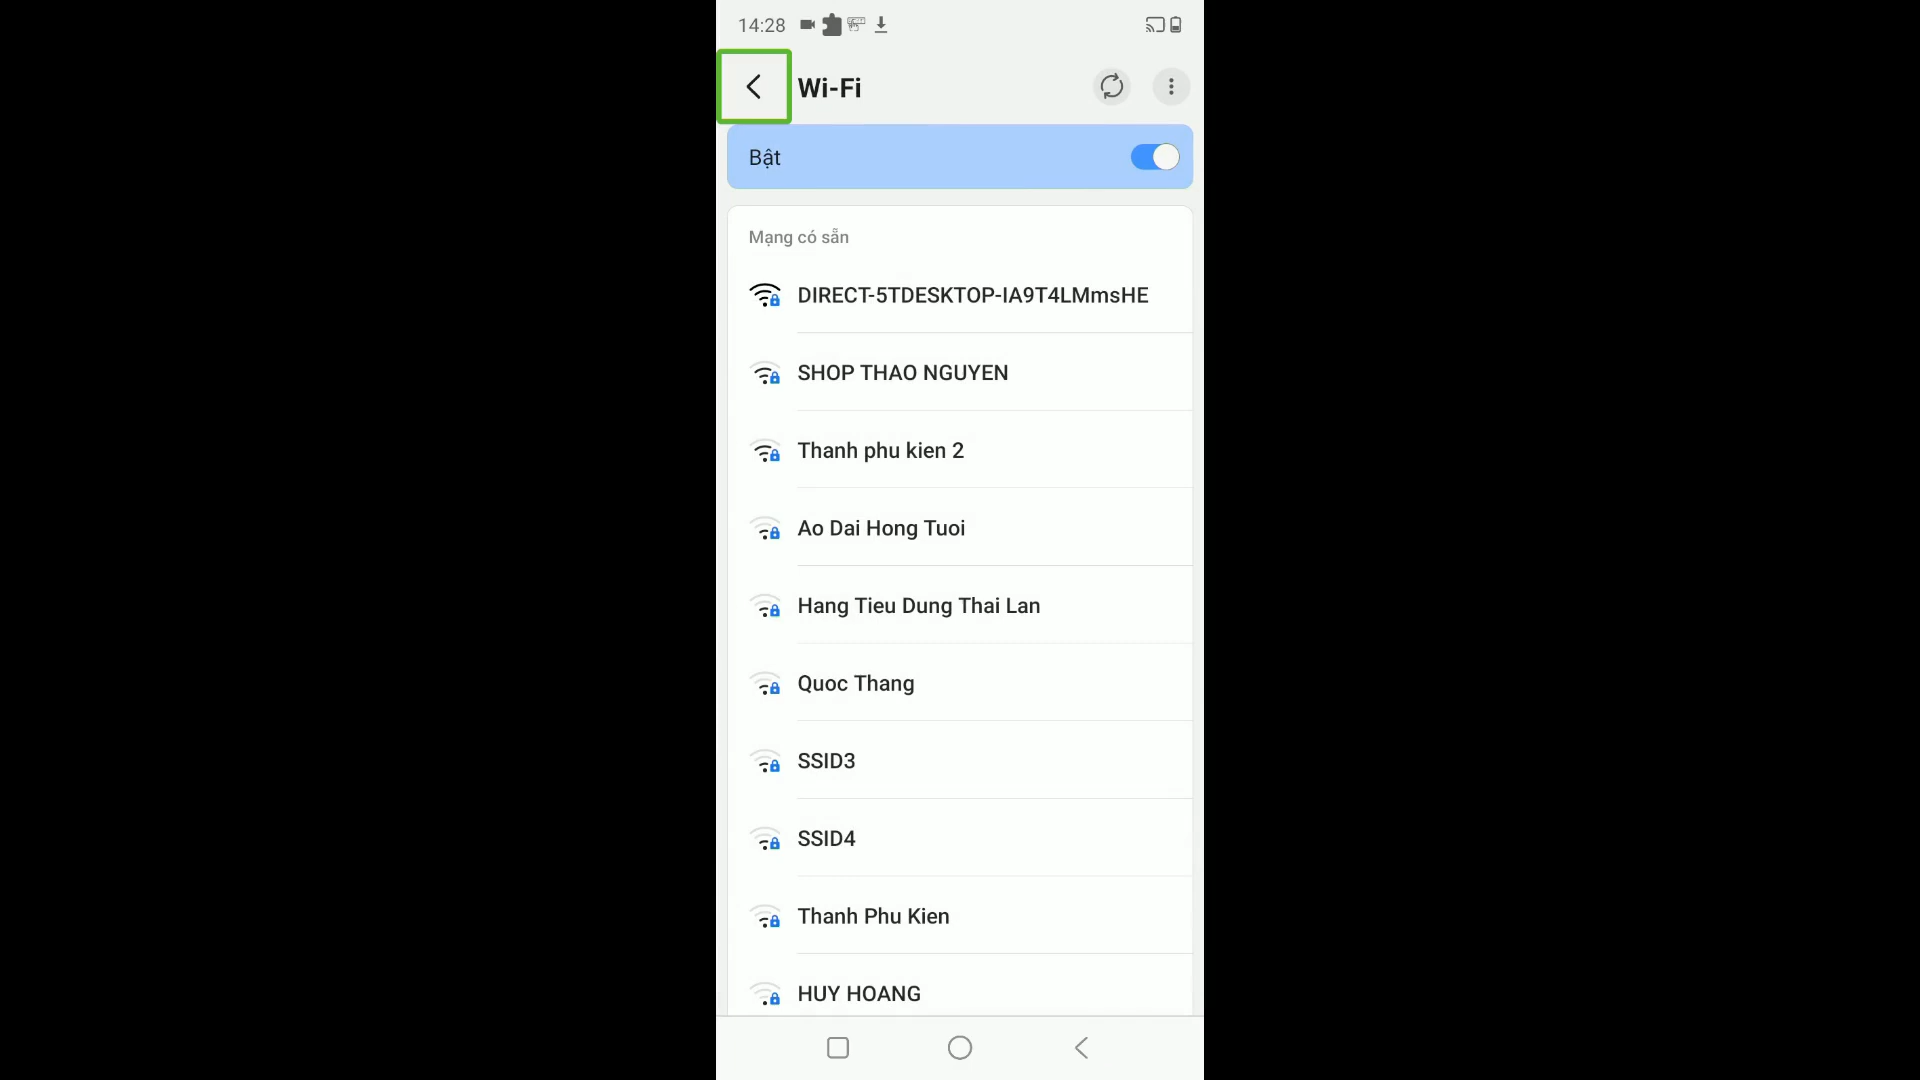 14:28
Wi-Fi
Bật
Mạng có sẵn
DIRECT-5TDESKTOP-IA9T4LMmsHE
SHOP THAO NGUYEN
Thanh phu kien 2
Ao Dai Hong Tuoi
Hang Tieu Dung Thai Lan
Quoc Thang
SSID3
SSID4
Thanh Phu Kien
HUY HOANG